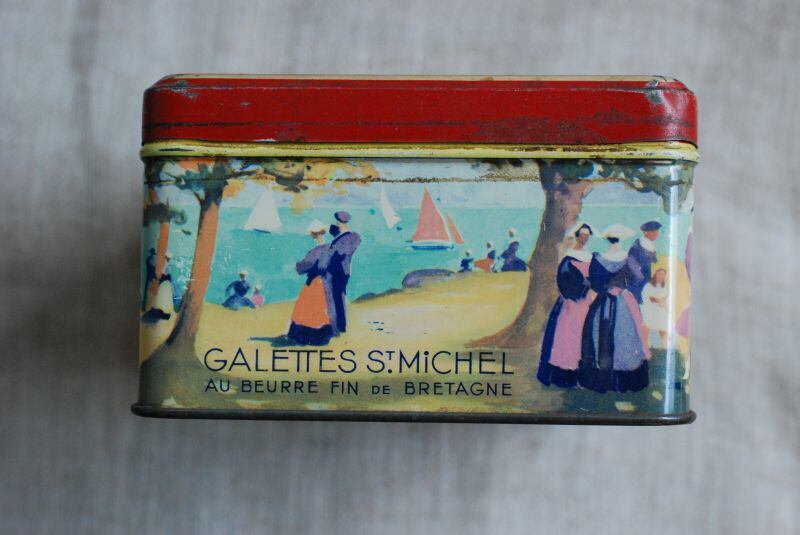 GALETTES ST. MiCHEL
AU BEURRE FIN DE BRETAGNE